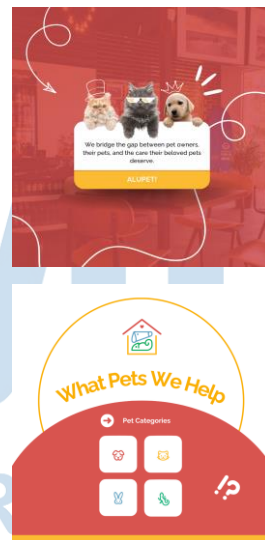 We bridge the gap between pet owners,
their pets, and the care their beloved pets
deserve.
ALUPET!
What Pets We Help
Pet Categories
!?